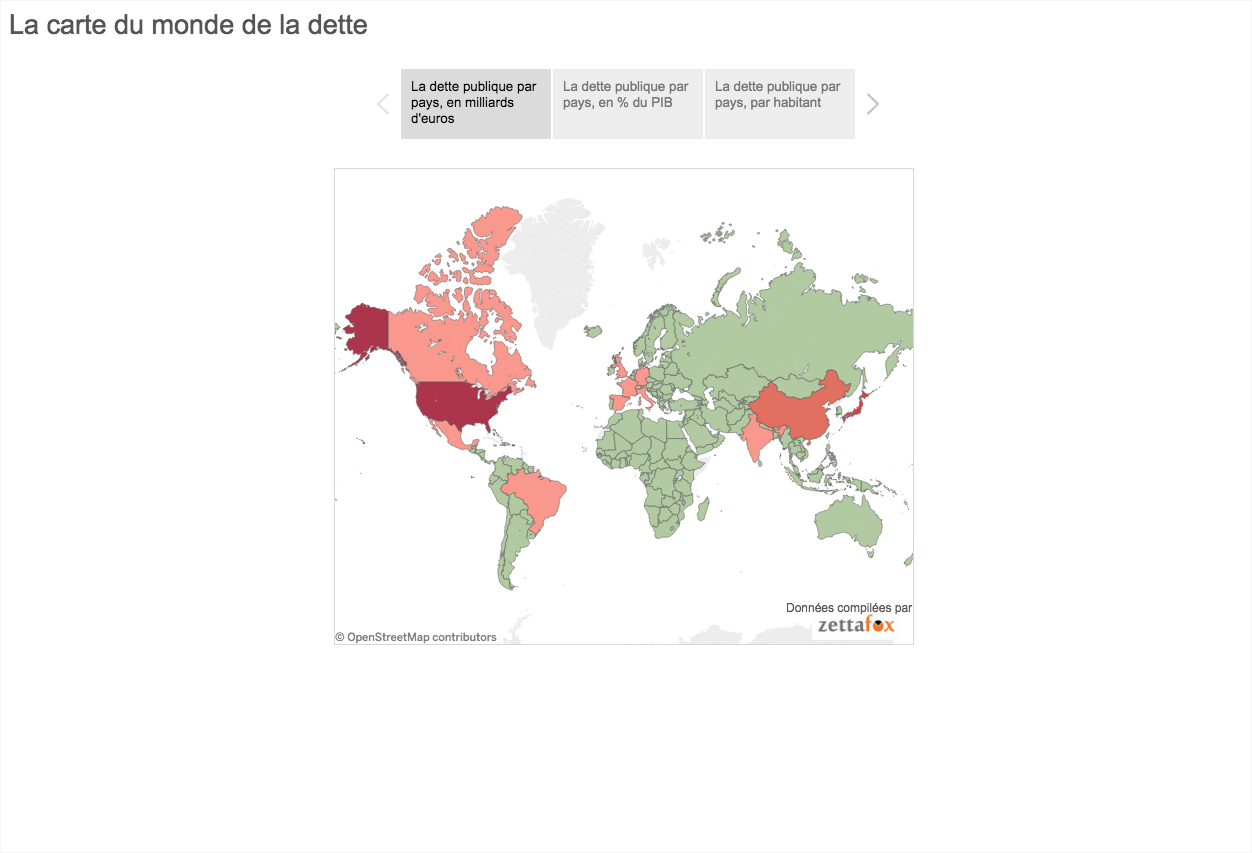 La carte du monde de la dette
La dette publique par
pays, en milliards
d'euros
La dette publique par
pays, en % du PIB
La dette publique par
pays, par habitant
Données compilées par
zettafox
© OpenStreetMap contributors